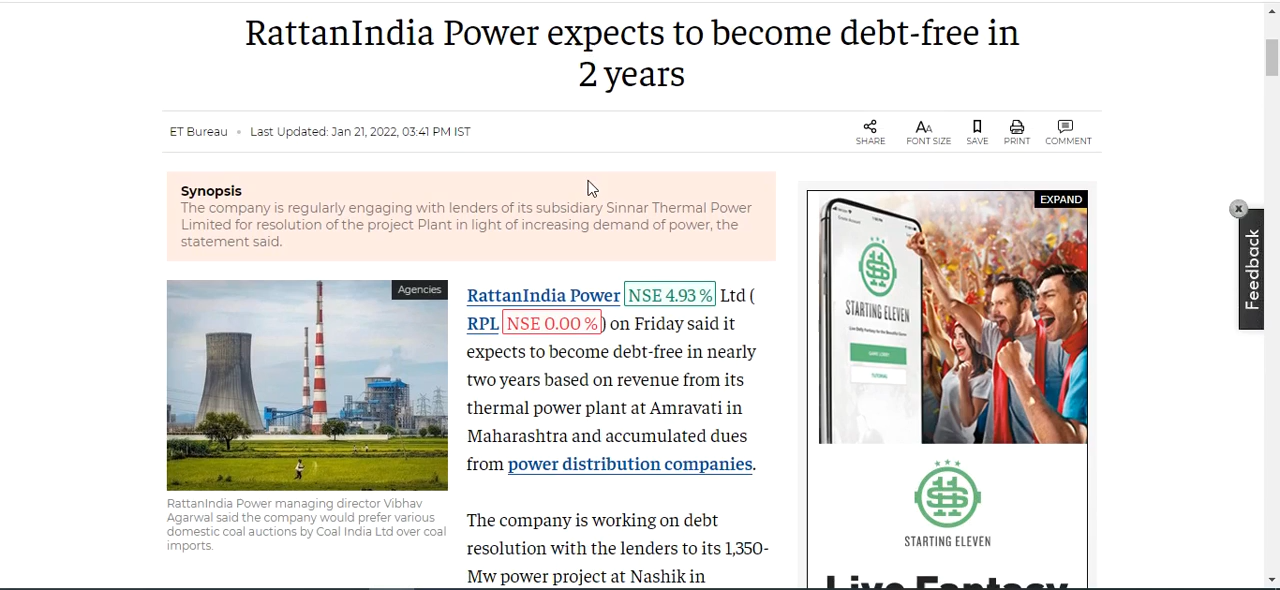 RattanIndia Power expects to become debt-free in
2 years
ET Bureau • Last Updated: Jan 21, 2022, 03:41 PM IST
SHARE FONT SIZE SAVE PRINT COMMENT
Synopsis
The company is regularly engaging with lenders of its subsidiary Sinnar Thermal Power
Limited for resolution of the project Plant in light of increasing demand of power, the
statement said.
Agencies
RattanIndia Power managing director Vibhav
Agarwal said the company would prefer various
domestic coal auctions by Coal India Ltd over coal
imports.
RattanIndia Power NSE 4.93 % Ltd (
RPL NSE 0.00 %) on Friday said it
expects to become debt-free in nearly
two years based on revenue from its
thermal power plant at Amravati in
Maharashtra and accumulated dues
from power distribution companies.
The company is working on debt
resolution with the lenders to its 1,350-
Mw power project at Nashik in
EXPAND
STARTING ELEVEN
STARTING ELEVEN
Live Fantasy
x
Feedback